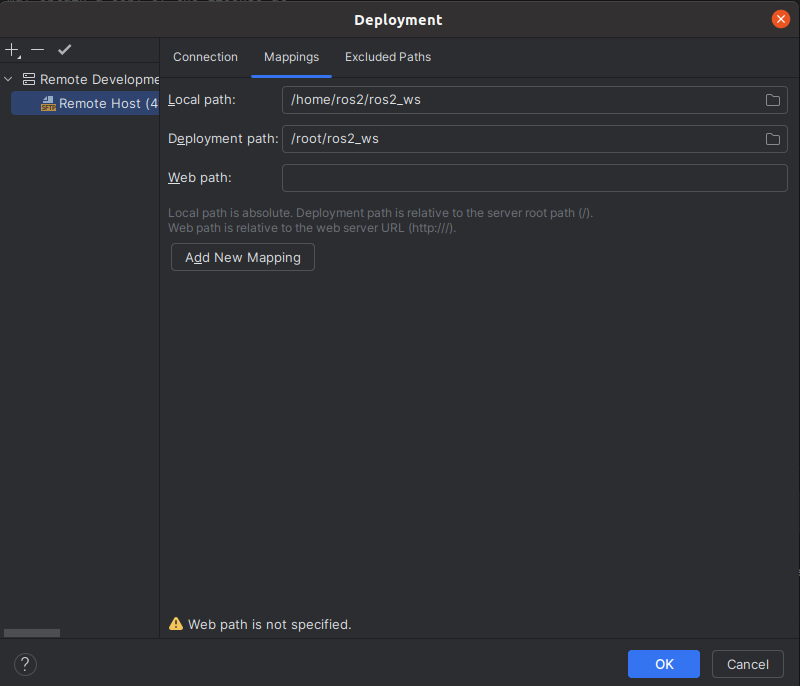 Deployment
Connection Mappings Excluded Paths
Remote Developme
SFTP Remote Host (4
Local path: /home/ros2/ros2_ws
Deployment path: /root/ros2_ws
Web path:
Local path is absolute. Deployment path is relative to the server root path (/).
Web path is relative to the web server URL (http:///).
Add New Mapping
Web path is not specified.
? OK Cancel